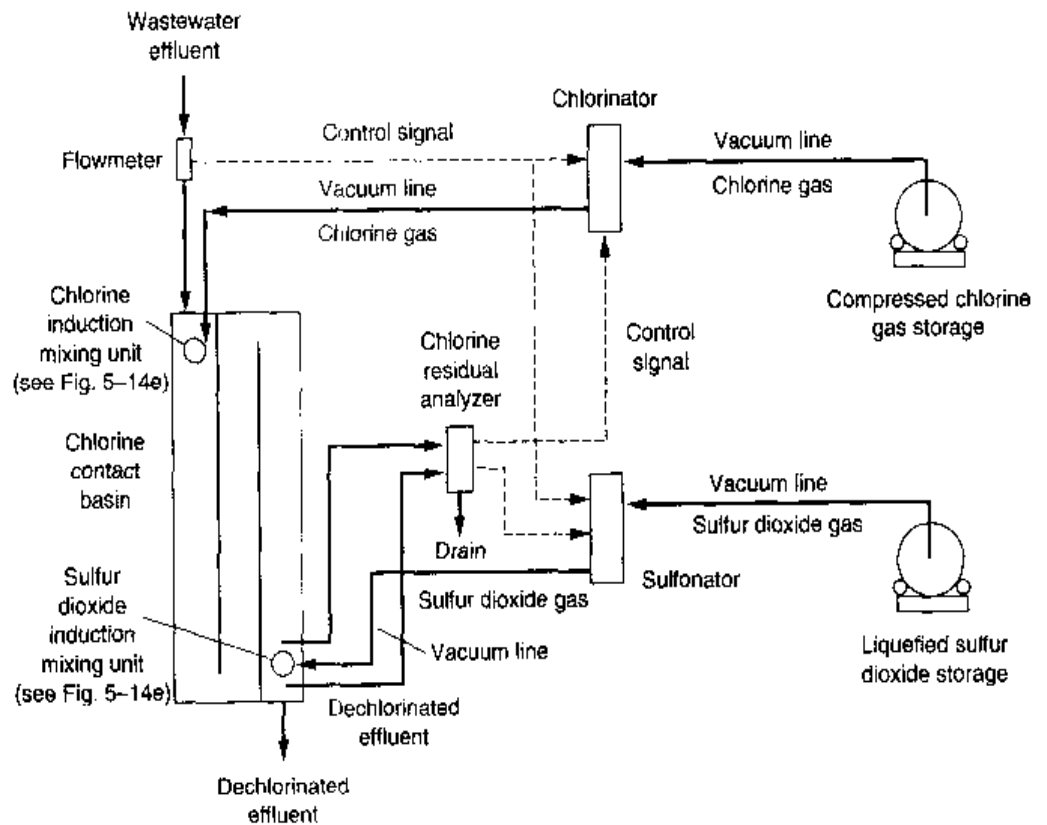 Wastewater
effluent
Chlorinator
Control signal
Vacuum line
Flowmeter
Vacuum line
Chlorine gas
Chlorine gas
Compressed chlorine
gas storage
Chlorine
induction
mixing unit
(see Fig. 5–14e)
Control
signal
Chlorine
residual
analyzer
Chlorine
contact
basin
Vacuum line
Sulfur dioxide gas
Drain
Sulfonator
Sulfur dioxide gas
Sulfur
dioxide
induction
mixing unit
(see Fig. 5–14e)
Vacuum line
Liquefied sulfur
dioxide storage
Dechlorinated
effluent
Dechlorinated
effluent